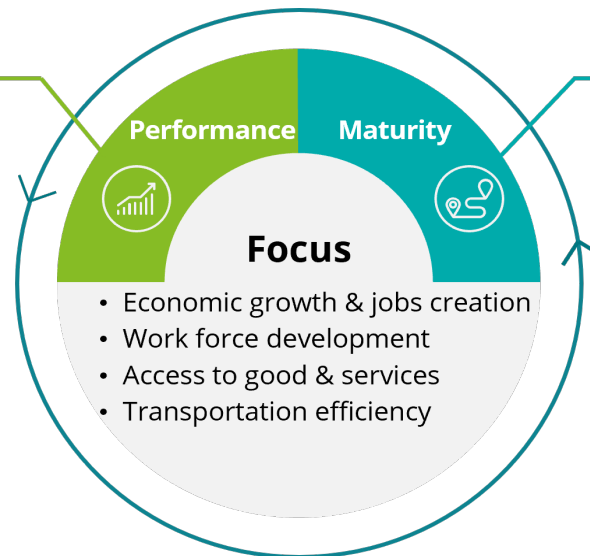 Performance
Maturity
Focus
• Economic growth & jobs creation
• Work force development
• Access to good & services
• Transportation efficiency